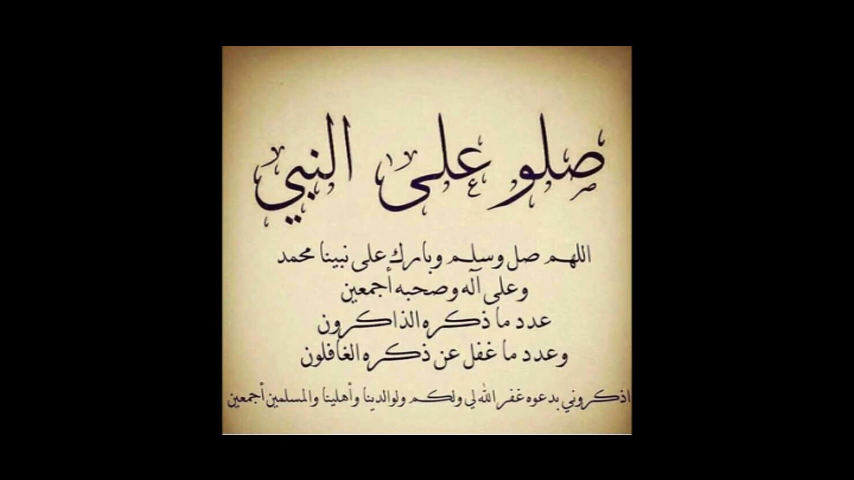 صلو على النبي
اللهم صل وسلم وبارك على نبينا محمد
وعلى آله وصحبه أجمعين
عدد ما ذكره الذاكرون
وعدد ما غفل عن ذكره الغافلون
اذكروني بدعوه غفر الله لي ولكم ولوالدينا وأهلينا والمسلمين أجمعين